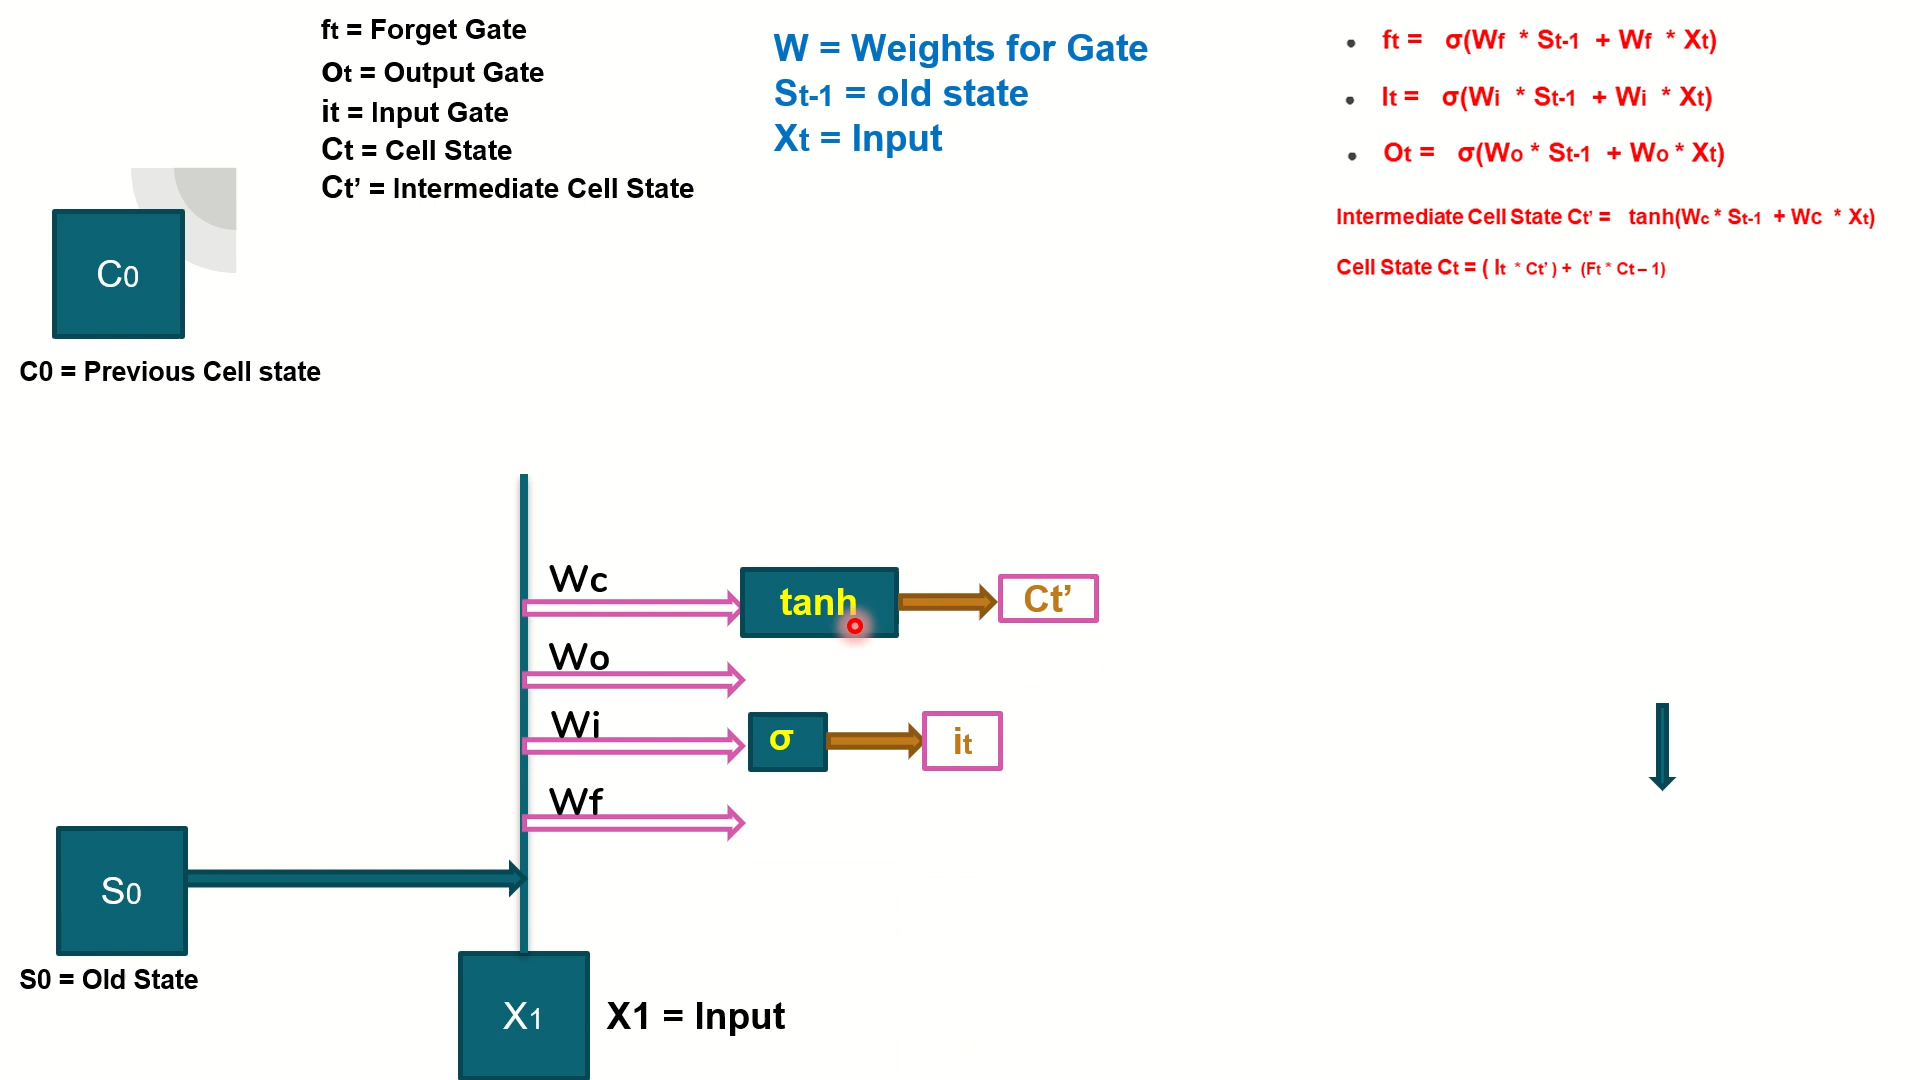 ft = Forget Gate
Ot = Output Gate
it = Input Gate
Ct = Cell State
Ct’ = Intermediate Cell State
W = Weights for Gate
St-1 = old state
Xt = Input
• ft = σ(Wf * St-1 + Wf * Xt)
• It = σ(Wi * St-1 + Wi * Xt)
• Ot = σ(Wo * St-1 + Wo * Xt)
Intermediate Cell State Ct’ = tanh(Wc * St-1 + Wc * Xt)
Cell State Ct = ( It * Ct’ ) + (Ft * Ct – 1)
C0
C0 = Previous Cell state
Wc
tanh
Ct’
Wo
Wi
σ
it
Wf
S0
S0 = Old State
X1
X1 = Input